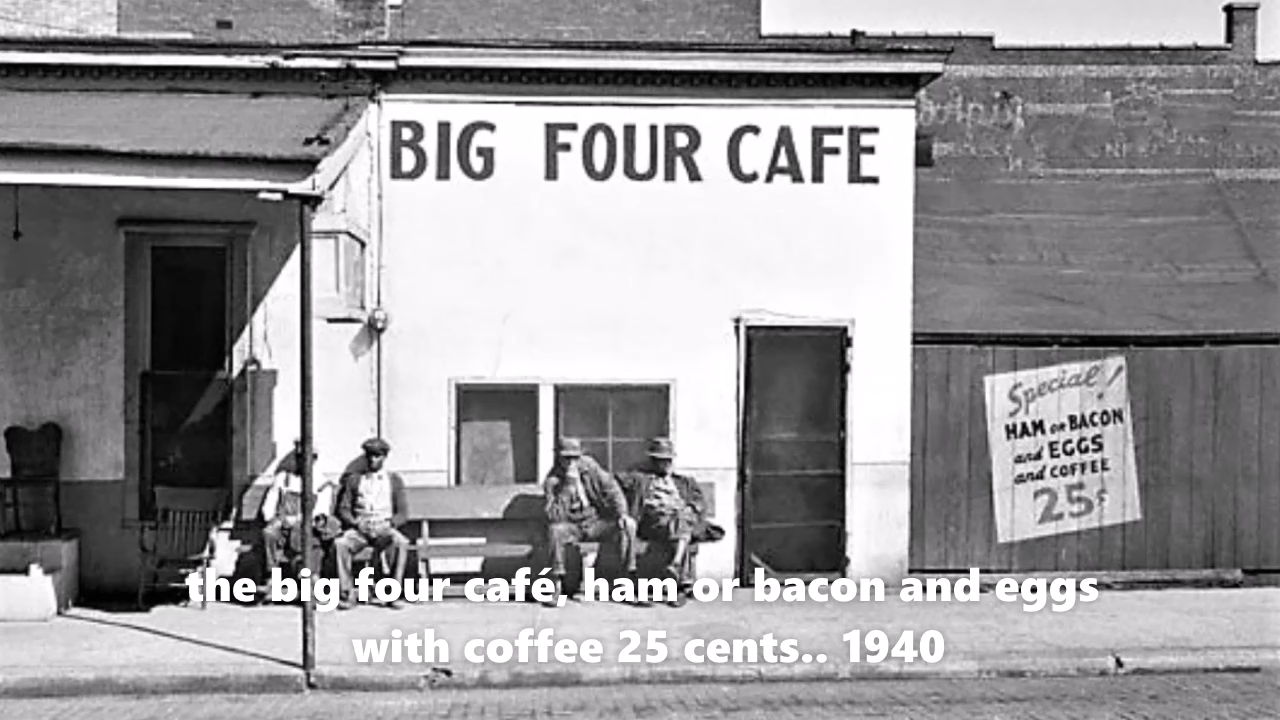 BIG FOUR CAFE
Special!
HAM or BACON
and EGGS
and COFFEE
25¢
the big four café, ham or bacon and eggs
with coffee 25 cents.. 1940